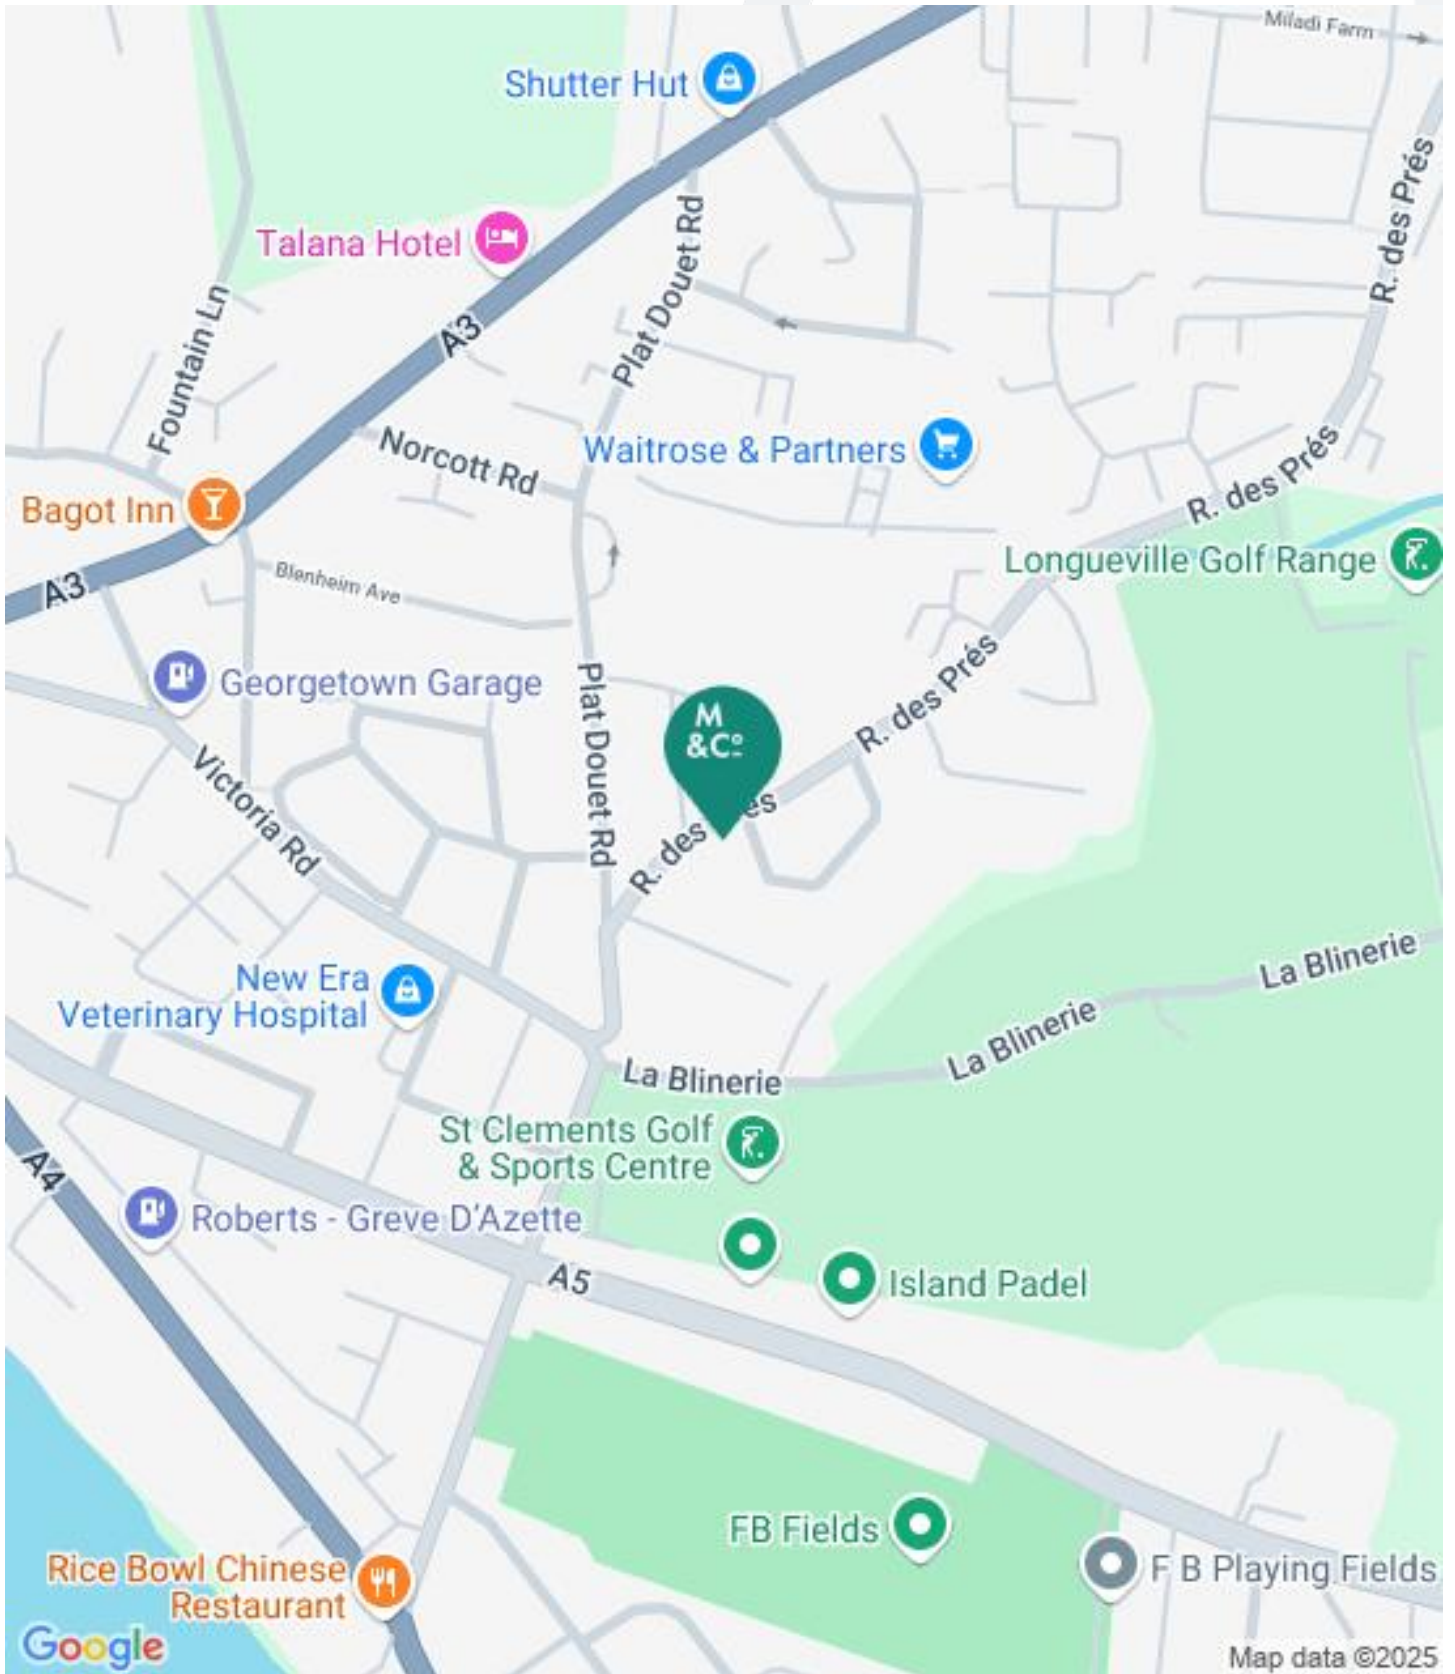 Miladi Farm
Shutter Hut
R. des Prés
Talana Hotel
Plat Douet Rd
Fountain Ln
A3
Norcott Rd
Waitrose & Partners
R. des Prés
Bagot Inn
Longueville Golf Range
Blenheim Ave
A3
R. des Prés
Georgetown Garage
Plat Douet Rd
M
&Co
Victoria Rd
R. des
és
La Blinerie
New Era
Veterinary Hospital
La Blinerie
La Blinerie
St Clements Golf
& Sports Centre
A4
Roberts - Greve D'Azette
A5
Island Padel
FB Fields
F B Playing Fields
Rice Bowl Chinese
Restaurant
Google
Map data ©2025